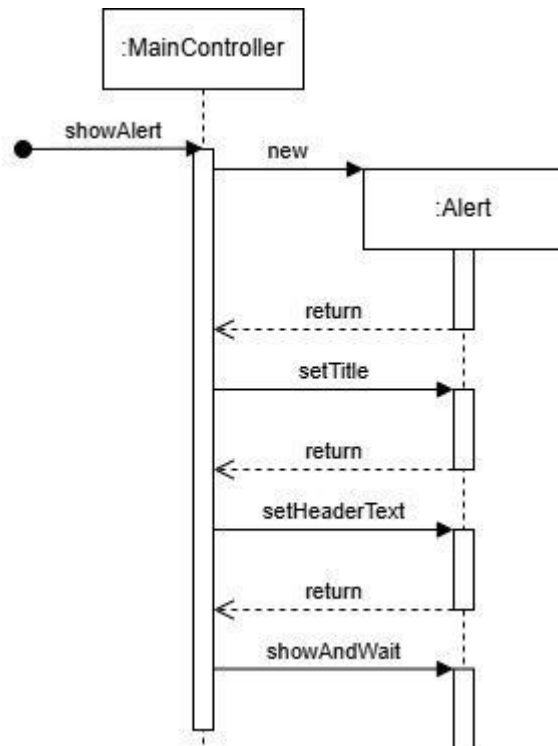 :MainController
showAlert
new
:Alert
return
setTitle
return
setHeaderText
return
showAndWait